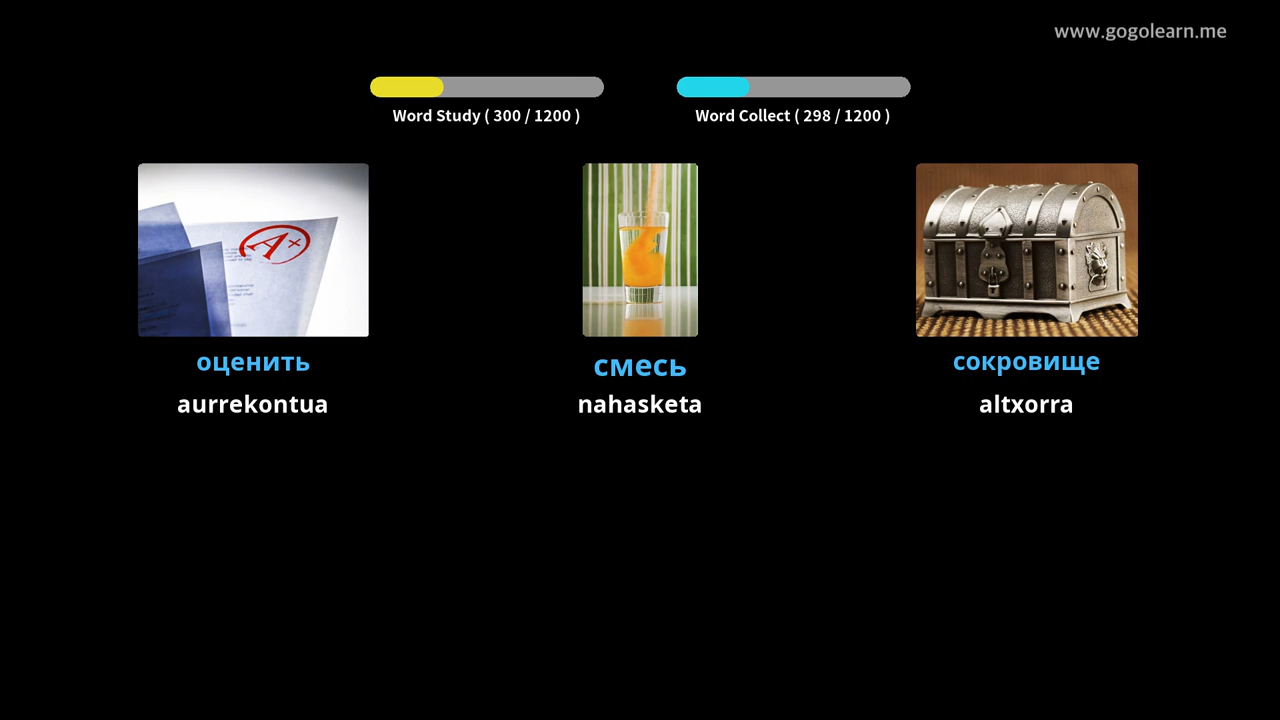 www.gogolearn.me
Word Study ( 300 / 1200 )
Word Collect ( 298 / 1200 )
A+
оценить
смесь
сокровище
aurrekontua
nahasketa
altxorra